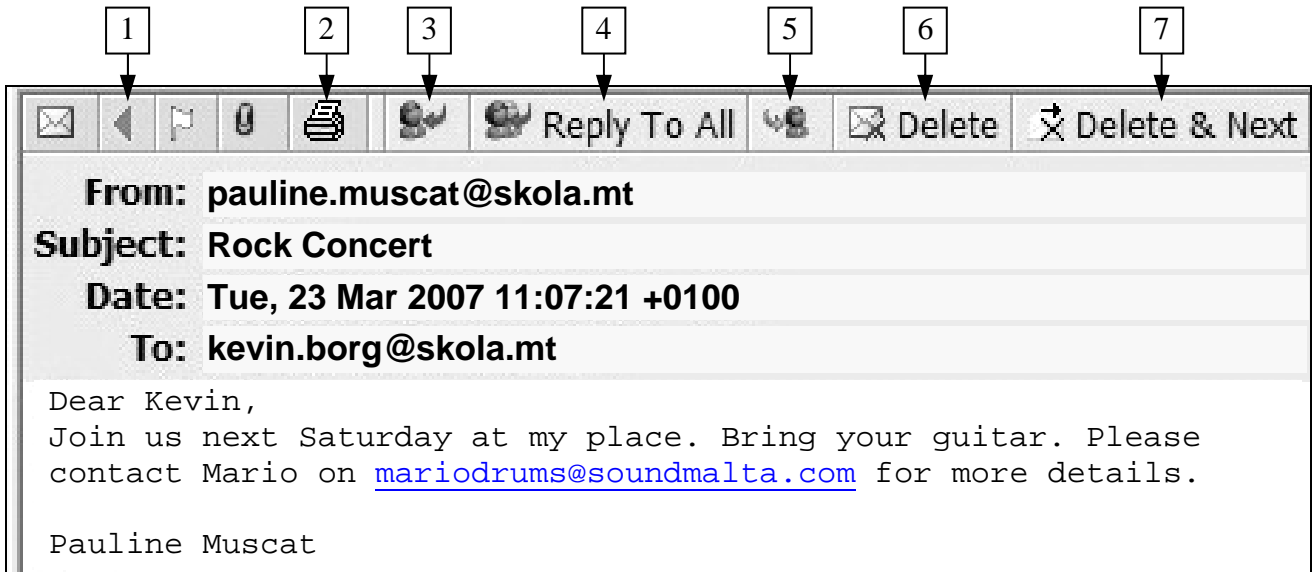 1 2 3 4 5 6 7
Reply To All Delete Delete & Next
From: pauline.muscat@skola.mt
Subject: Rock Concert
Date: Tue, 23 Mar 2007 11:07:21 +0100
To: kevin.borg@skola.mt
Dear Kevin,
Join us next Saturday at my place. Bring your guitar. Please
contact Mario on mariodrums@soundmalta.com for more details.
Pauline Muscat